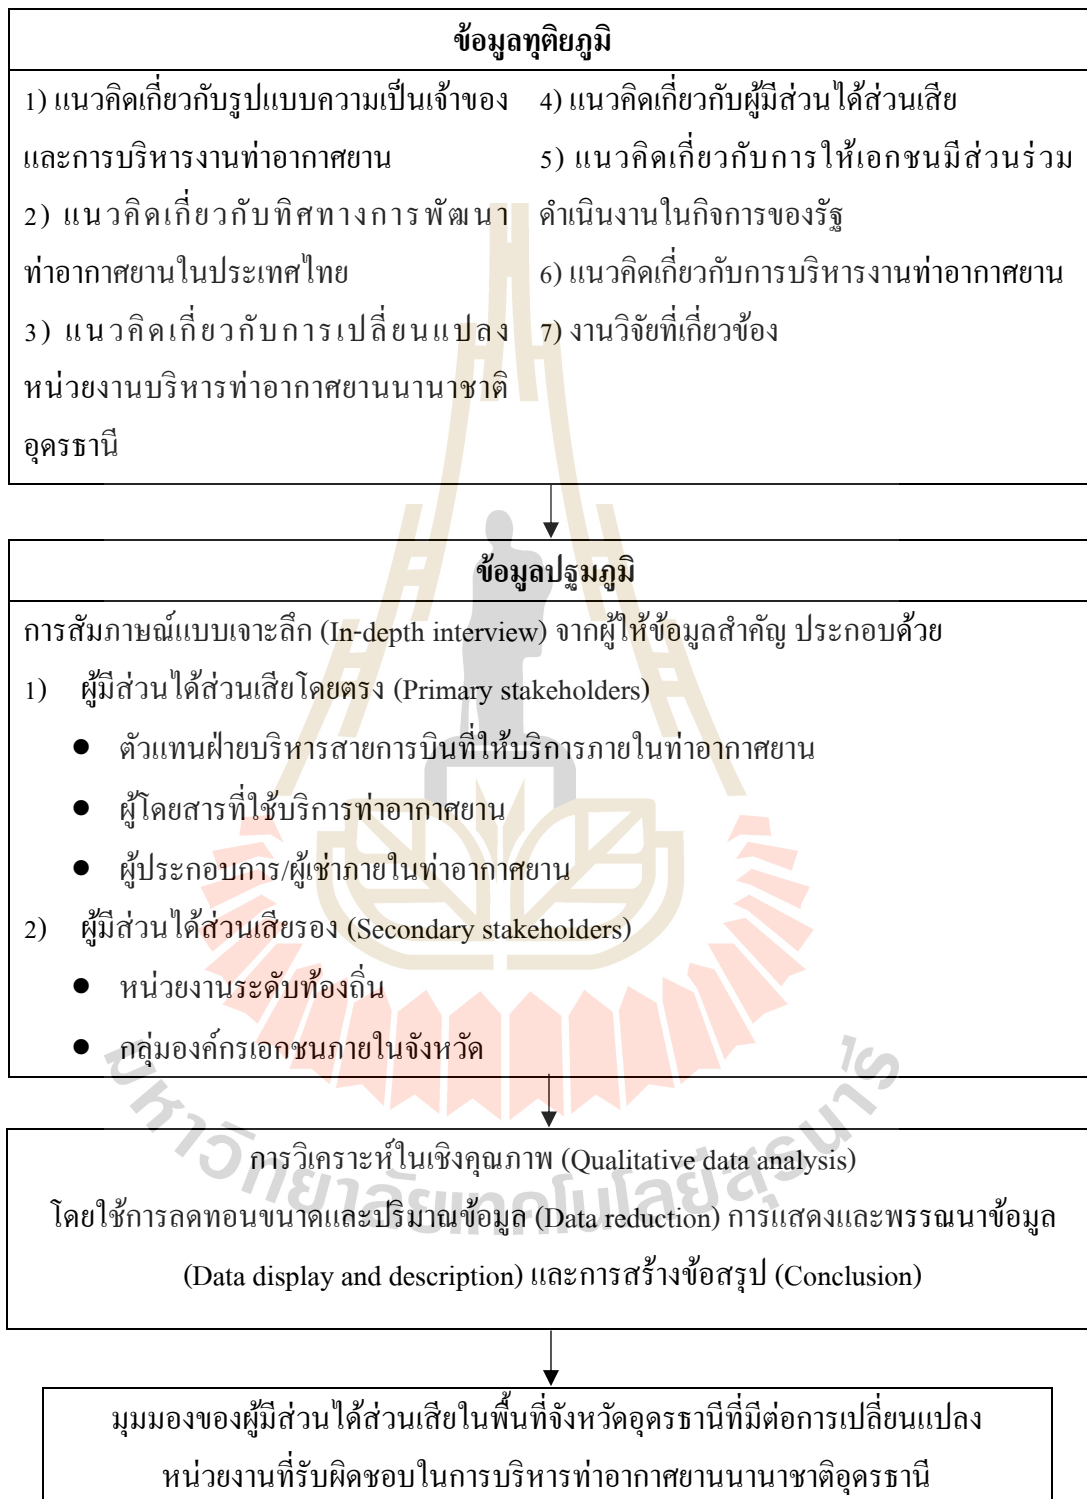 ข้อมูลทุติยภูมิ
1) แนวคิดเกี่ยวกับรูปแบบความเป็นเจ้าของ
และการบริหารงานท่าอากาศยาน
2) แนวคิดเกี่ยวกับทิศทางการพัฒนา
ท่าอากาศยานในประเทศไทย
3) แนวคิดเกี่ยวกับการเปลี่ยนแปลง
หน่วยงานบริหารท่าอากาศยานนานาชาติ
อุดรธานี
4) แนวคิดเกี่ยวกับผู้มีส่วนได้ส่วนเสีย
5) แนวคิดเกี่ยวกับการให้เอกชนมีส่วนร่วม
ดำเนินงานในกิจการของรัฐ
6) แนวคิดเกี่ยวกับการบริหารงานท่าอากาศยาน
7) งานวิจัยที่เกี่ยวข้อง
ข้อมูลปฐมภูมิ
การสัมภาษณ์แบบเจาะลึก (In-depth interview) จากผู้ให้ข้อมูลสำคัญ ประกอบด้วย
1) ผู้มีส่วนได้ส่วนเสียโดยตรง (Primary stakeholders)
● ตัวแทนฝ่ายบริหารสายการบินที่ให้บริการภายในท่าอากาศยาน
● ผู้โดยสารที่ใช้บริการท่าอากาศยาน
● ผู้ประกอบการ/ผู้เช่าภายในท่าอากาศยาน
2) ผู้มีส่วนได้ส่วนเสียรอง (Secondary stakeholders)
● หน่วยงานระดับท้องถิ่น
● กลุ่มองค์กรเอกชนภายในจังหวัด
มหาวิทยาลัยเทคโนโลยีสุรนารี
การวิเคราะห์ในเชิงคุณภาพ (Qualitative data analysis)
โดยใช้การลดทอนขนาดและปริมาณข้อมูล (Data reduction) การแสดงและพรรณนาข้อมูล
(Data display and description) และการสร้างข้อสรุป (Conclusion)
มุมมองของผู้มีส่วนได้ส่วนเสียในพื้นที่จังหวัดอุดรธานีที่มีต่อการเปลี่ยนแปลง
หน่วยงานที่รับผิดชอบในการบริหารท่าอากาศยานนานาชาติอุดรธานี